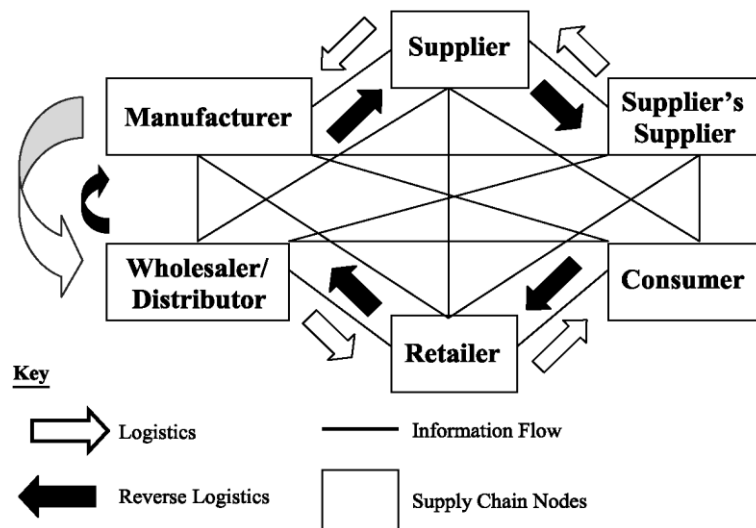 Supplier
Manufacturer
Supplier's
Supplier
Wholesaler/
Distributor
Consumer
Retailer
Key
Logistics
Information Flow
Reverse Logistics
Supply Chain Nodes